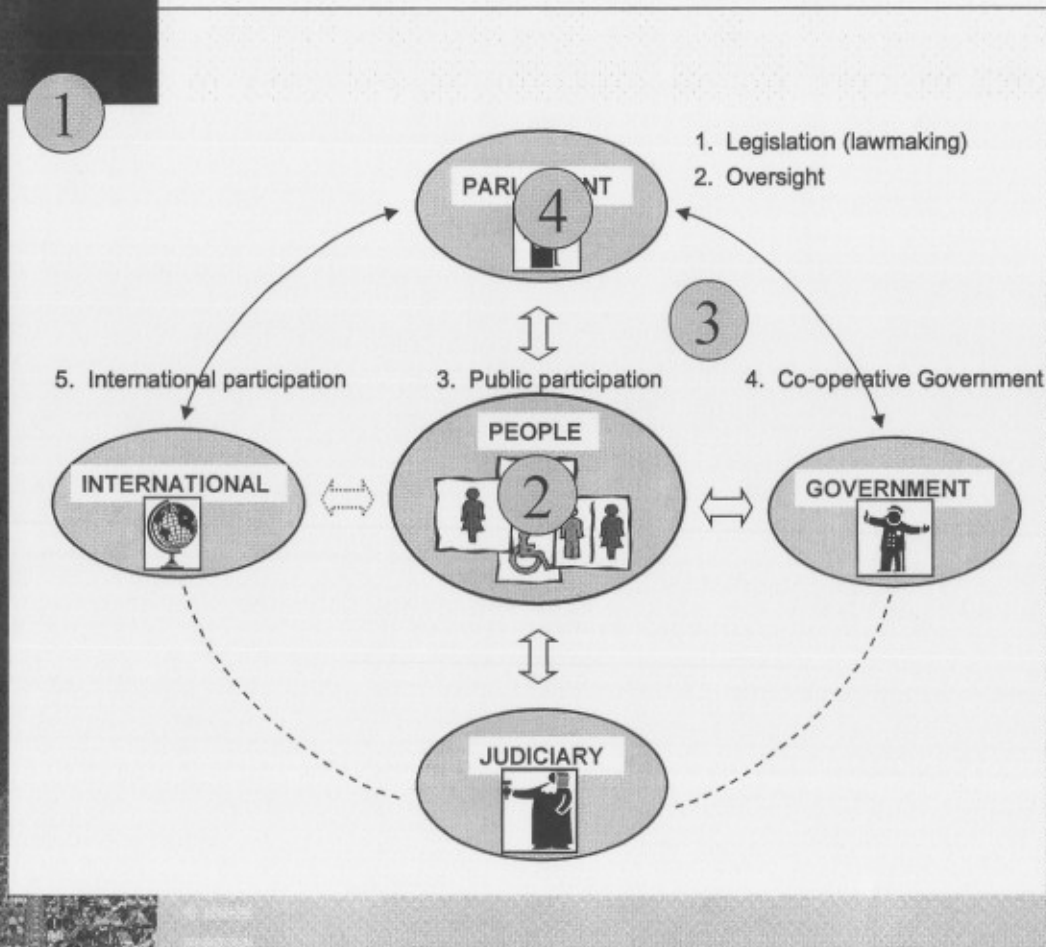 1
1. Legislation (lawmaking)
2. Oversight
PARL NT
4
3
5. International participation
3. Public participation
4. Co-operative Government
PEOPLE
INTERNATIONAL
2
GOVERNMENT
JUDICIARY